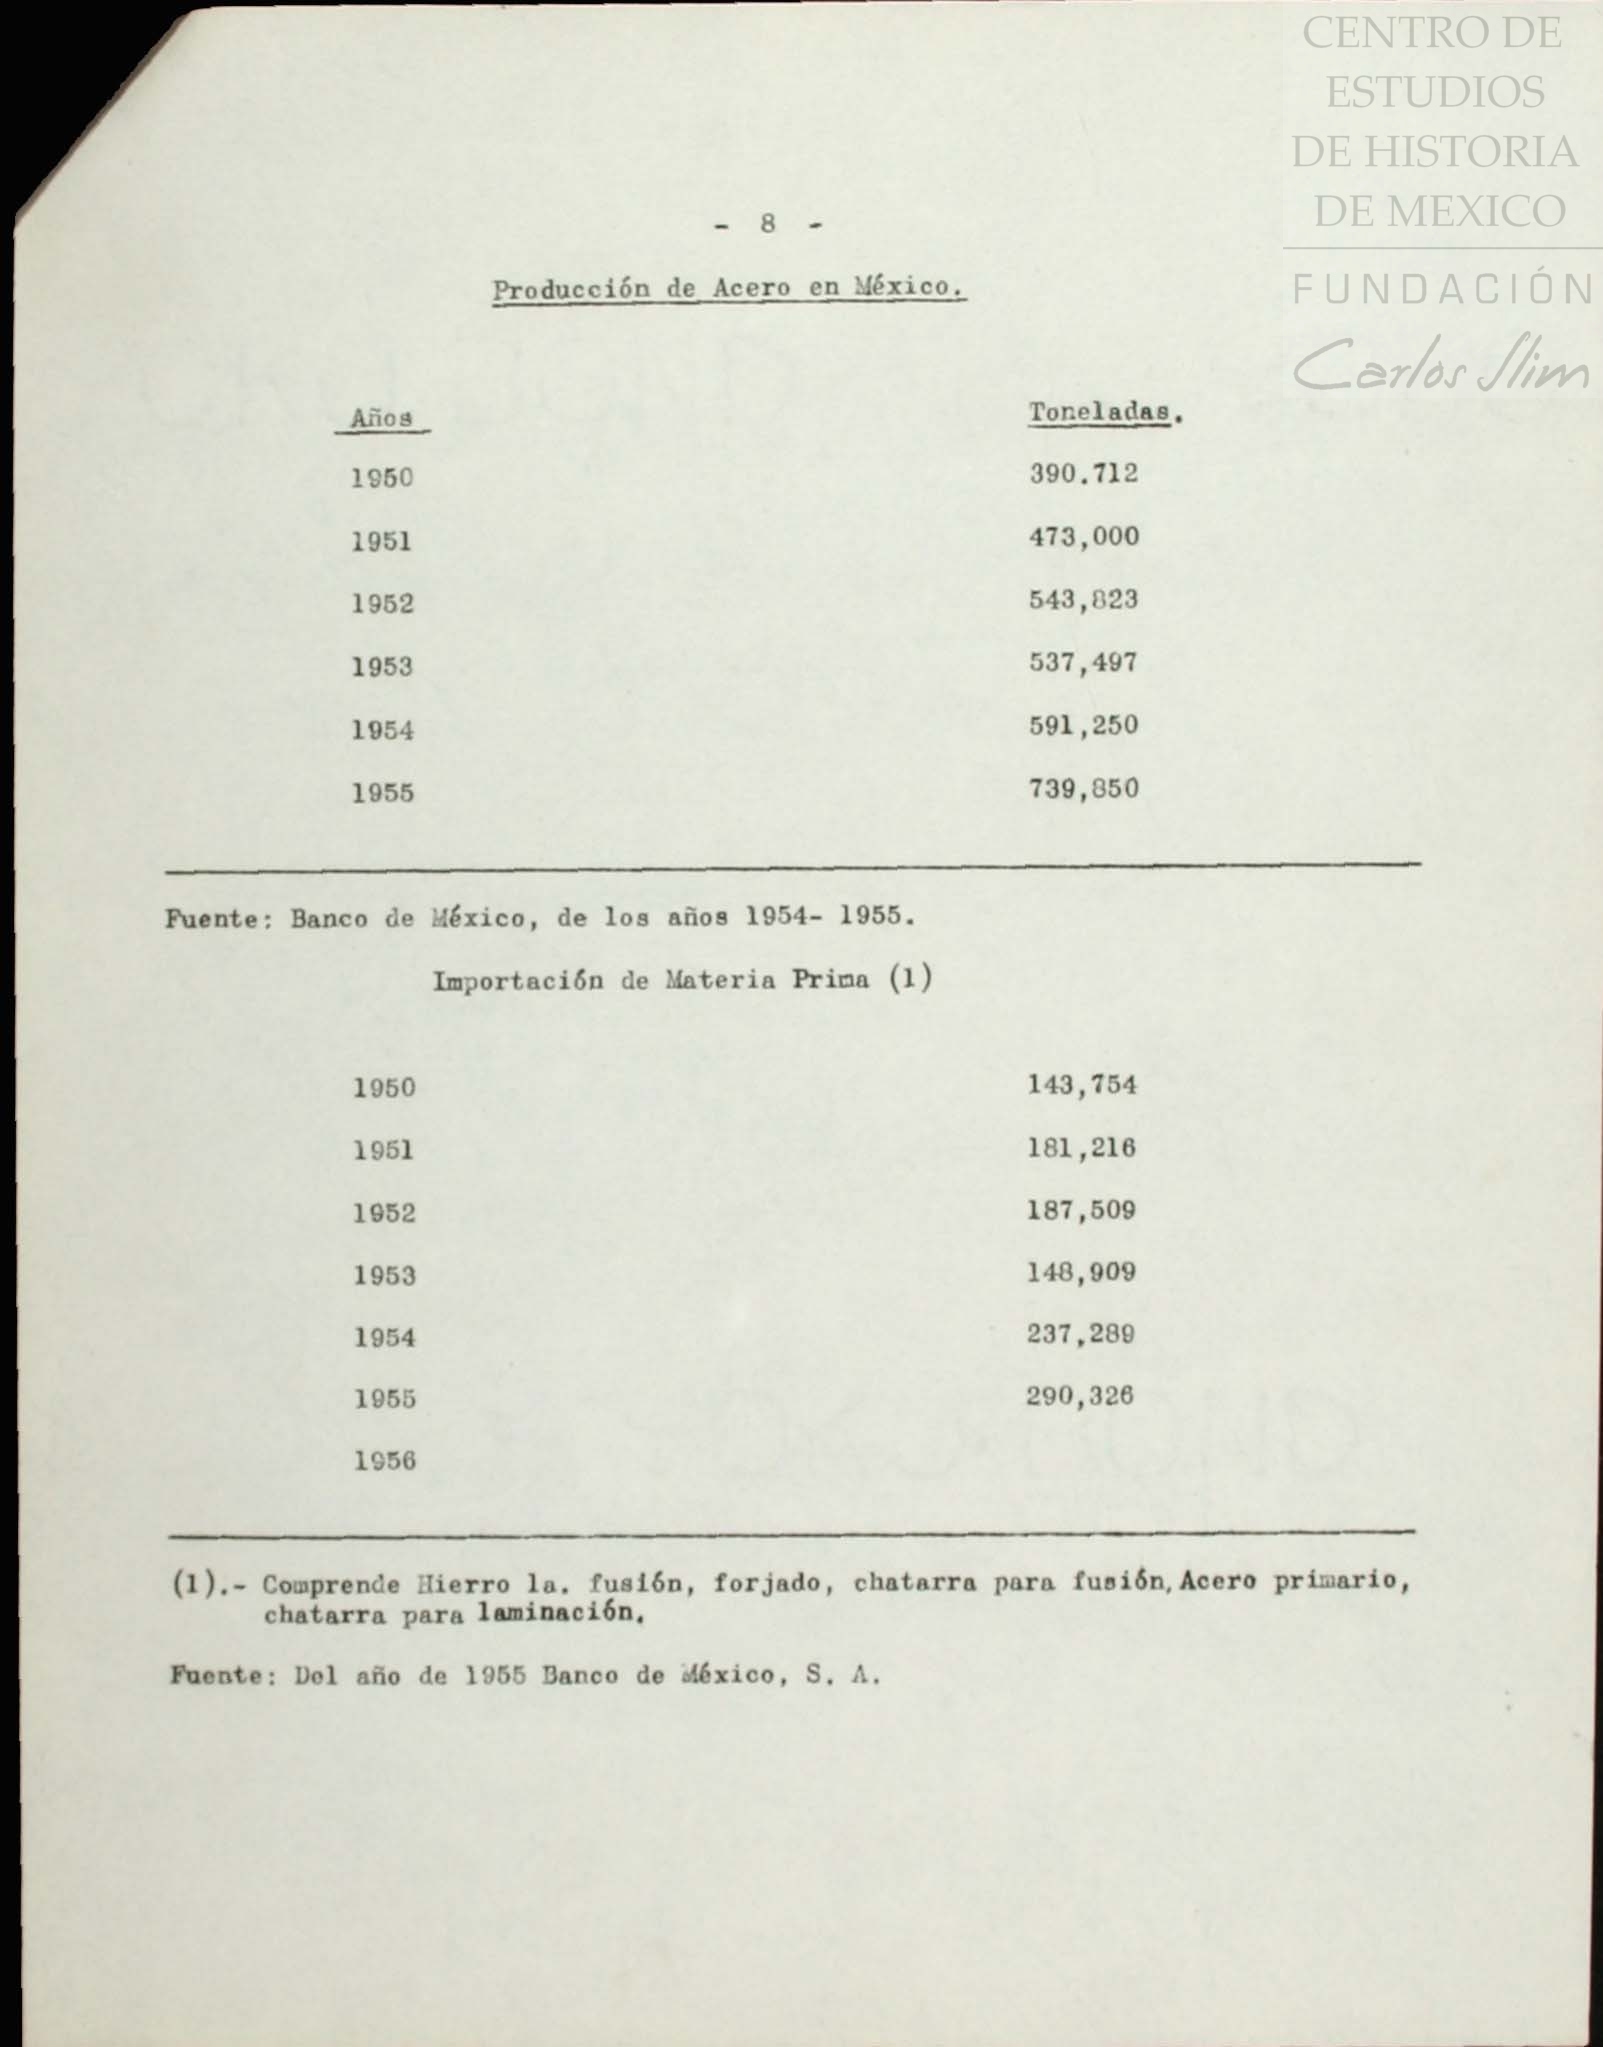 CENTRO DE
ESTUDIOS
DE HISTORIA
DE MEXICO
FUNDACIÓN
Carlos Slim
- 8 -
Producción de Acero en México.
Años Toneladas.
1950 390.712
1951 473,000
1952 543,823
1953 537,497
1954 591,250
1955 739,850
Fuente: Banco de México, de los años 1954- 1955.
Importación de Materia Prima (1)
1950 143,754
1951 181,216
1952 187,509
1953 148,909
1954 237,289
1955 290,326
1956
(1).- Comprende Hierro la. fusión, forjado, chatarra para fusión, Acero primario,
chatarra para laminación.
Fuente: Del año de 1955 Banco de México, S. A.